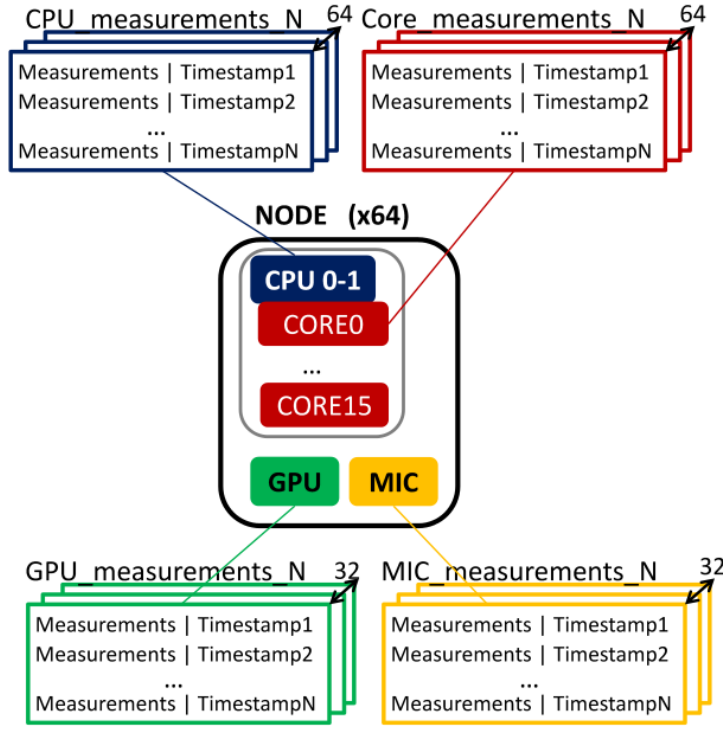 CPU_measurements_N 64
Measurements | Timestamp1
Measurements | Timestamp2
...
Measurements | TimestampN
Core_measurements_N 64
Measurements | Timestamp1
Measurements | Timestamp2
...
Measurements | TimestampN
NODE (x64)
CPU 0-1
CORE0
...
CORE15
GPU
MIC
GPU_measurements_N 32
Measurements | Timestamp1
Measurements | Timestamp2
...
Measurements | TimestampN
MIC_measurements_N 32
Measurements | Timestamp1
Measurements | Timestamp2
...
Measurements | TimestampN